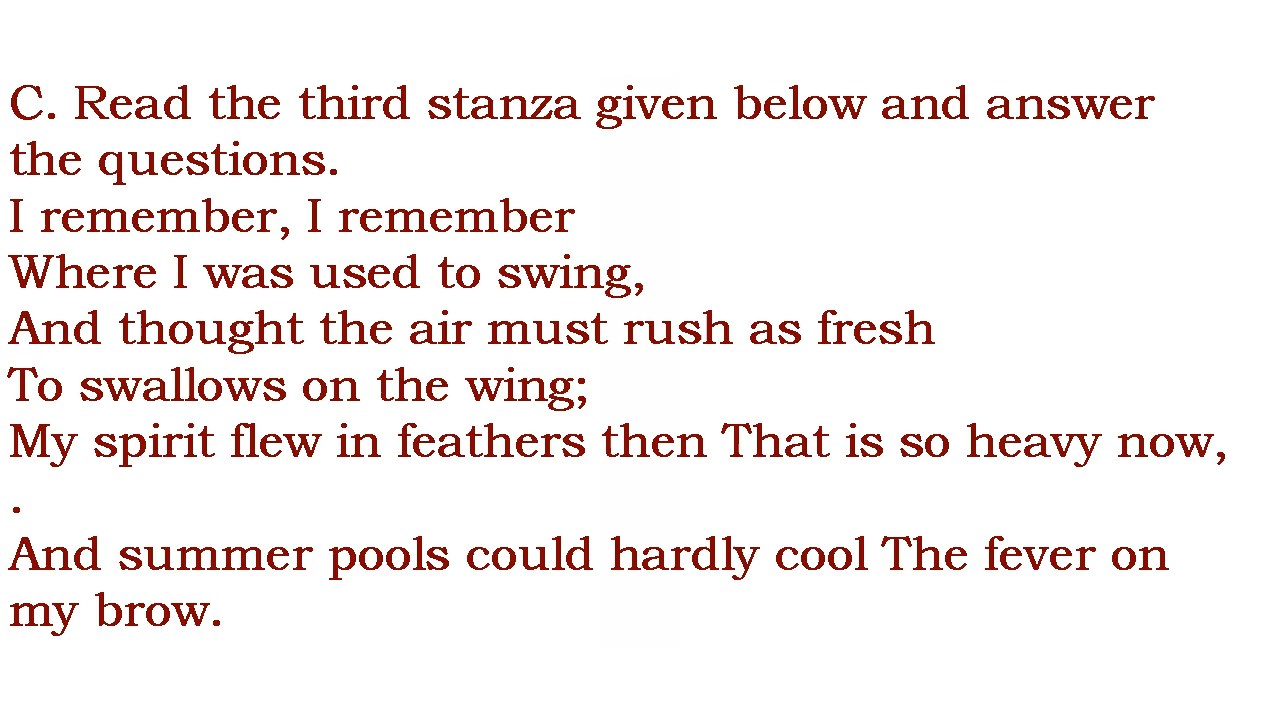 C. Read the third stanza given below and answer
the questions.
I remember, I remember
Where I was used to swing,
And thought the air must rush as fresh
To swallows on the wing;
My spirit flew in feathers then That is so heavy now,
.
And summer pools could hardly cool The fever on
my brow.